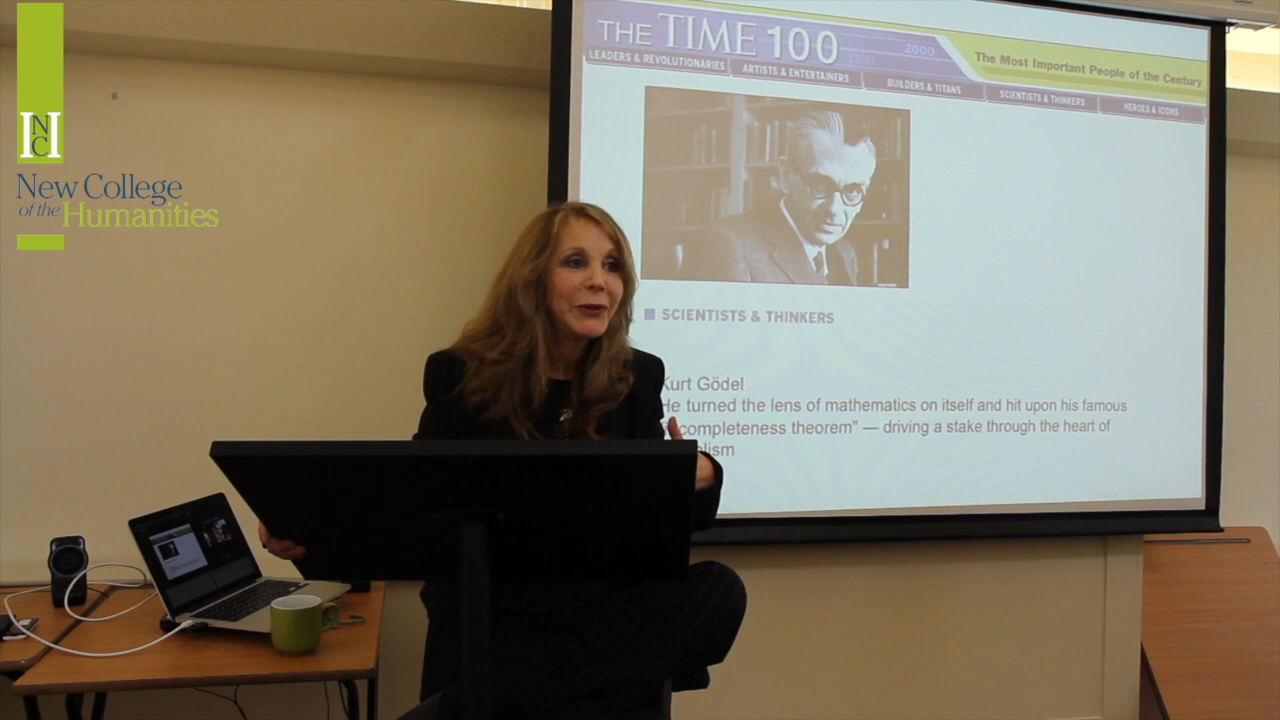 NCH
New College
of the Humanities
THE TIME 100
2000
The Most Important People of the Century
LEADERS & REVOLUTIONARIES
ARTISTS & ENTERTAINERS
BUILDERS & TITANS
SCIENTISTS & THINKERS
HEROES & ICONS
SCIENTISTS & THINKERS
Kurt Gödel
He turned the lens of mathematics on itself and hit upon his famous
completeness theorem" — driving a stake through the heart of
lism